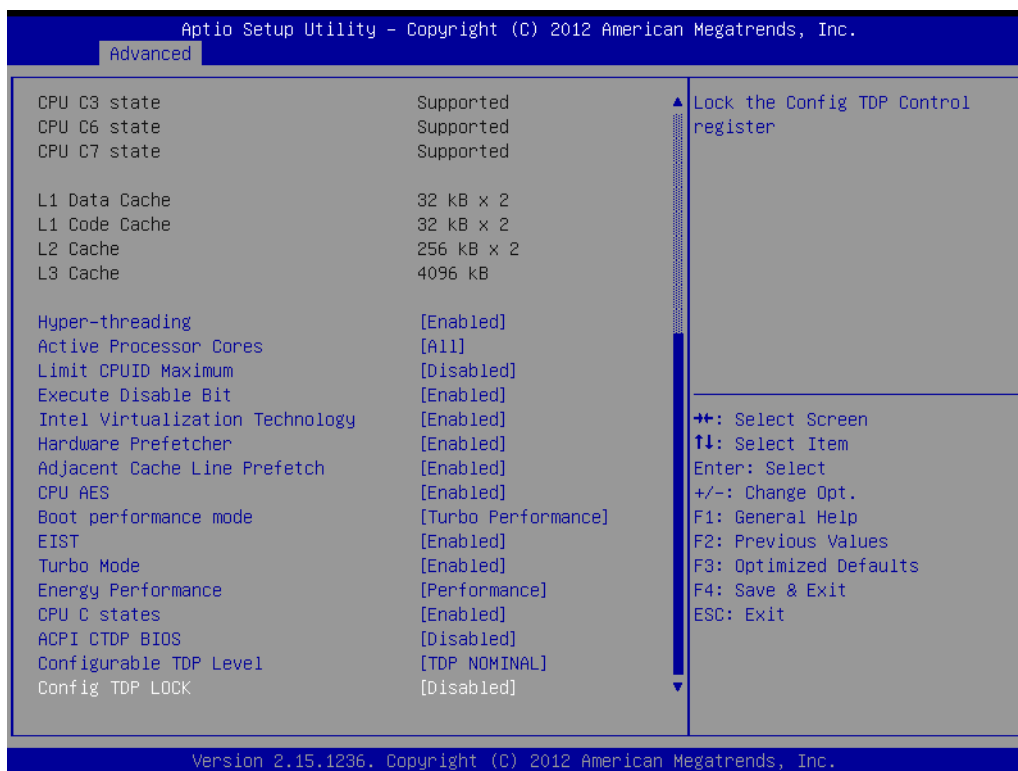 Aptio Setup Utility – Copyright (C) 2012 American Megatrends, Inc.
Advanced
CPU C3 state Supported
CPU C6 state Supported
CPU C7 state Supported
L1 Data Cache 32 kB x 2
L1 Code Cache 32 kB x 2
L2 Cache 256 kB x 2
L3 Cache 4096 kB
Hyper-threading [Enabled]
Active Processor Cores [All]
Limit CPUID Maximum [Disabled]
Execute Disable Bit [Enabled]
Intel Virtualization Technology [Enabled]
Hardware Prefetcher [Enabled]
Adjacent Cache Line Prefetch [Enabled]
CPU AES [Enabled]
Boot performance mode [Turbo Performance]
EIST [Enabled]
Turbo Mode [Enabled]
Energy Performance [Performance]
CPU C states [Enabled]
ACPI CTDP BIOS [Disabled]
Configurable TDP Level [TDP NOMINAL]
Config TDP LOCK [Disabled]
Lock the Config TDP Control
register
→←: Select Screen
↑↓: Select Item
Enter: Select
+/-: Change Opt.
F1: General Help
F2: Previous Values
F3: Optimized Defaults
F4: Save & Exit
ESC: Exit
Version 2.15.1236. Copyright (C) 2012 American Megatrends, Inc.